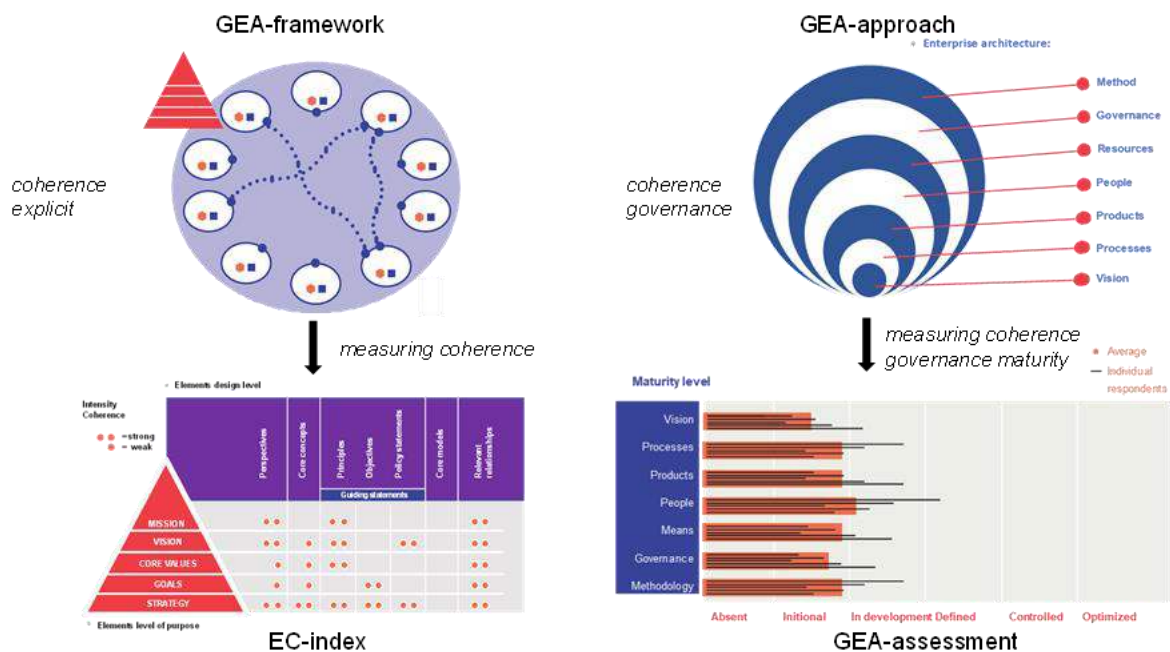 GEA-framework
coherence
explicit
measuring coherence
Elements design level
Intensity
Coherence
=strong
= weak
Perspectives
Core concepts
Principles
Objectives
Policy statements
Core models
Relevant
relationships
Guiding statements
MISSION
VISION
CORE VALUES
GOALS
STRATEGY
Elements level of purpose
EC-index
GEA-approach
Enterprise architecture:
Method
Governance
Resources
People
Products
Processes
Vision
coherence
governance
measuring coherence
governance maturity
Average
Individual
respondents
Maturity level
Vision
Processes
Products
People
Means
Governance
Methodology
Absent Initional In development Defined Controlled Optimized
GEA-assessment